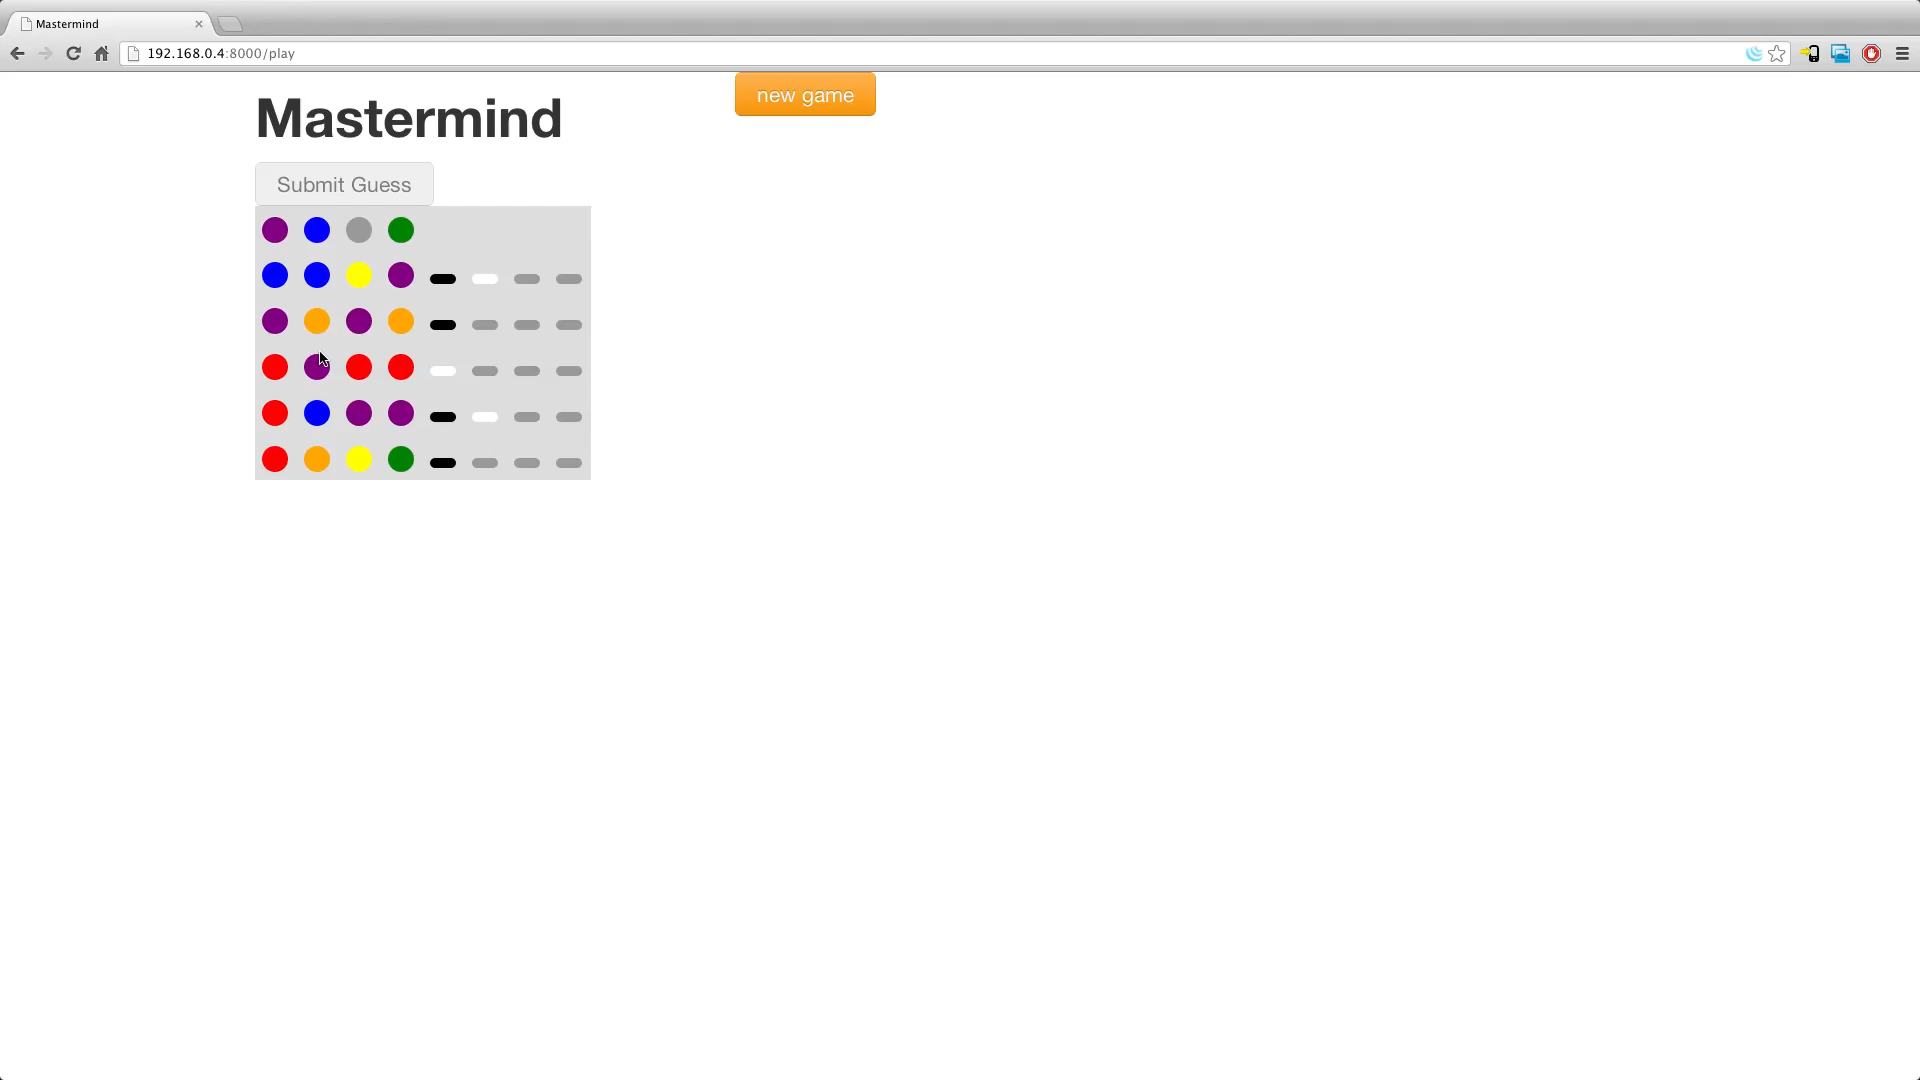 Mastermind
192.168.0.4:8000/play
new game
Mastermind
Submit Guess